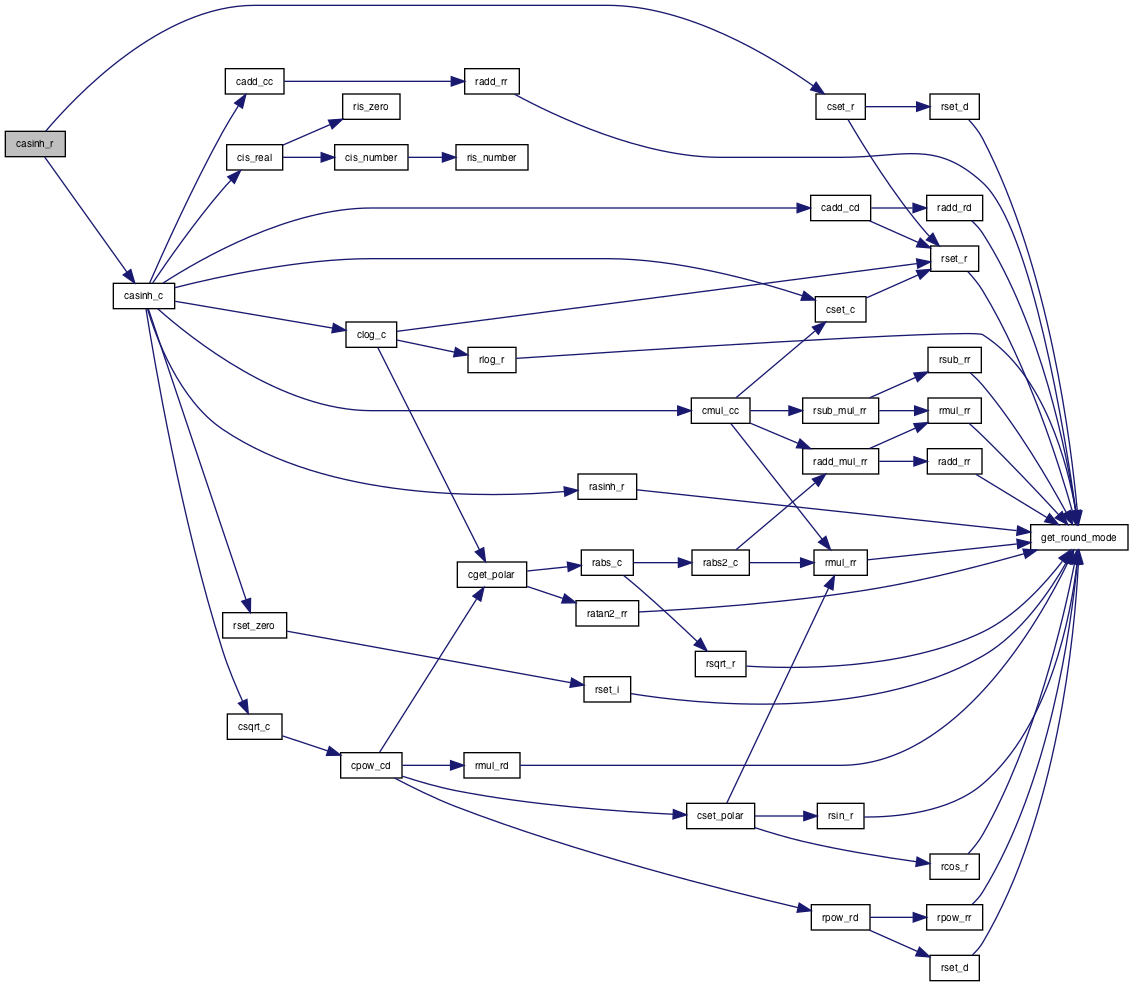 cadd_cc
radd_rr
ris_zero
cset_r
rset_d
casinh_r
cis_real
cis_number
ris_number
cadd_cd
radd_rd
rset_r
casinh_c
cset_c
clog_c
rlog_r
rsub_rr
cmul_cc
rsub_mul_rr
rmul_rr
radd_mul_rr
radd_rr
rasinh_r
get_round_mode
cget_polar
rabs_c
rabs2_c
rmul_rr
ratan2_rr
rset_zero
rsqrt_r
rset_i
csqrt_c
cpow_cd
rmul_rd
cset_polar
rsin_r
rcos_r
rpow_rd
rpow_rr
rset_d